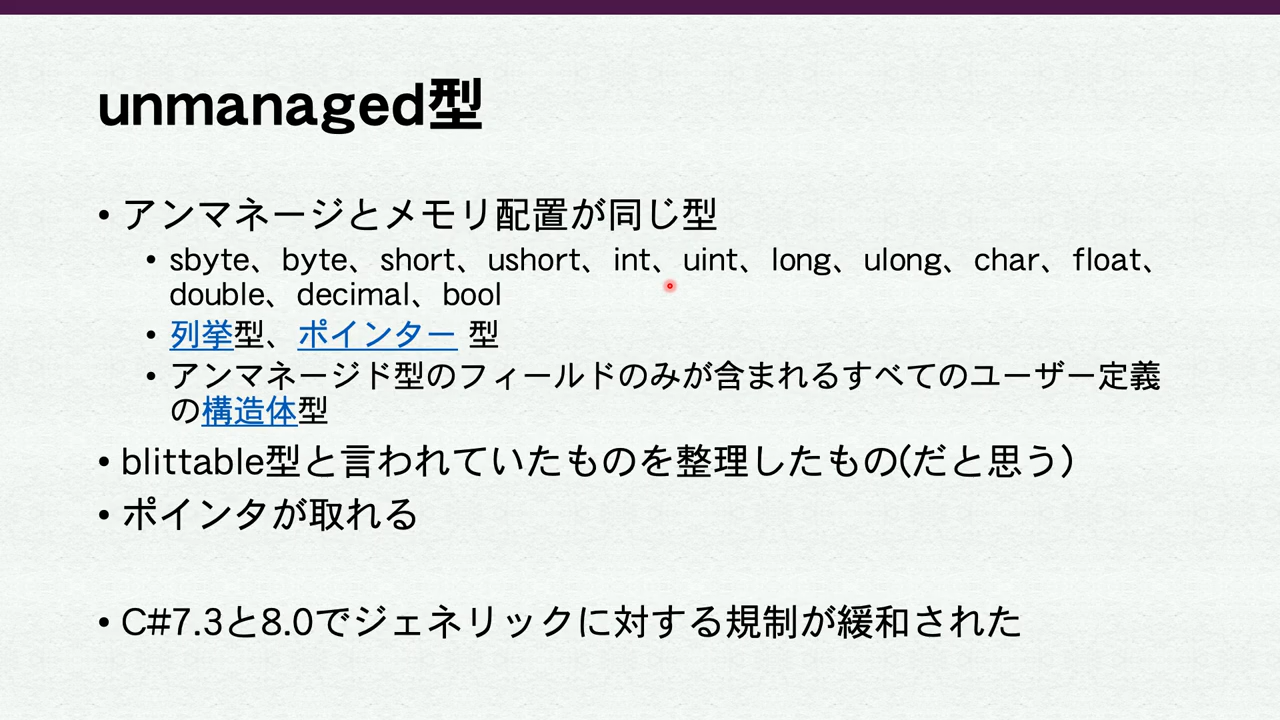 unmanaged型
• アンマネージとメモリ配置が同じ型
• sbyte、byte、short、ushort、int、uint、long、ulong、char、float、
double、decimal、bool
• 列挙型、ポインター 型
• アンマネージド型のフィールドのみが含まれるすべてのユーザー定義
の構造体型
• blittable型と言われていたものを整理したもの(だと思う)
• ポインタが取れる
• C#7.3と8.0でジェネリックに対する規制が緩和された